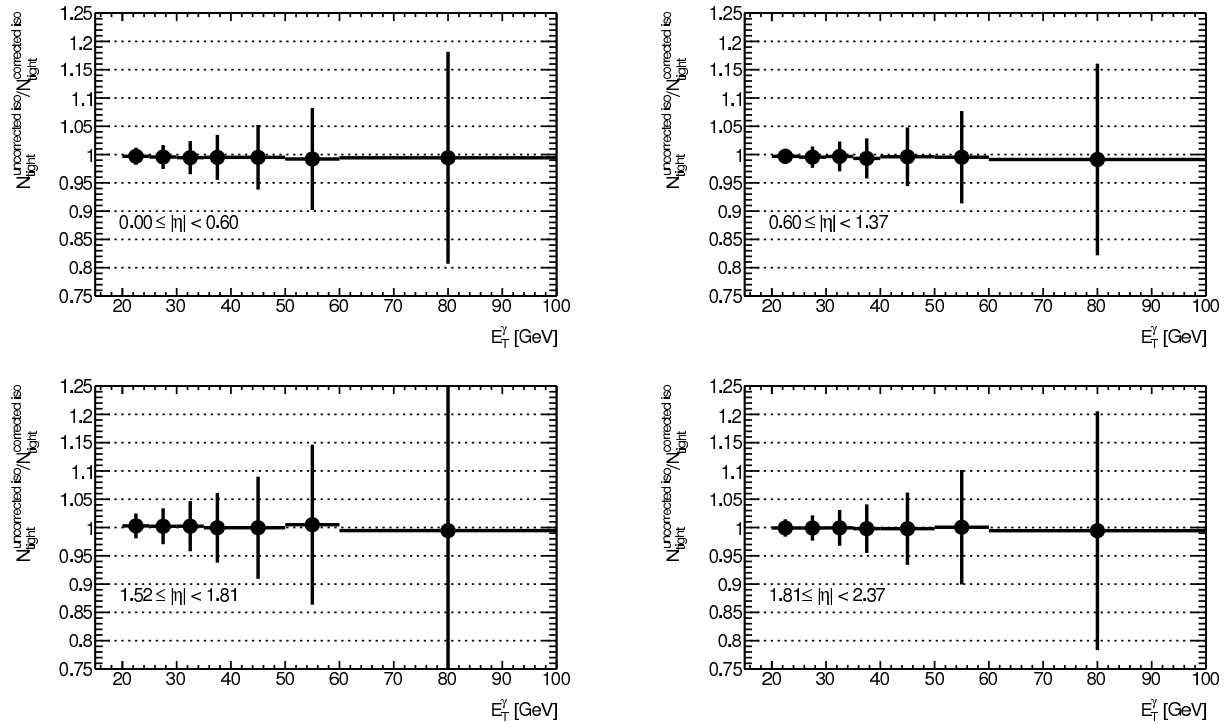 N_tight^uncorrected iso/N_tight^corrected iso
1.25
1.2
1.15
1.1
1.05
1
0.95
0.9
0.85
0.8
0.75
0.00 ≤ |η| < 0.60
20 30 40 50 60 70 80 90 100
E_T^γ [GeV]
N_tight^uncorrected iso/N_tight^corrected iso
1.25
1.2
1.15
1.1
1.05
1
0.95
0.9
0.85
0.8
0.75
0.60 ≤ |η| < 1.37
20 30 40 50 60 70 80 90 100
E_T^γ [GeV]
N_tight^uncorrected iso/N_tight^corrected iso
1.25
1.2
1.15
1.1
1.05
1
0.95
0.9
0.85
0.8
0.75
1.52 ≤ |η| < 1.81
20 30 40 50 60 70 80 90 100
E_T^γ [GeV]
N_tight^uncorrected iso/N_tight^corrected iso
1.25
1.2
1.15
1.1
1.05
1
0.95
0.9
0.85
0.8
0.75
1.81≤ |η| < 2.37
20 30 40 50 60 70 80 90 100
E_T^γ [GeV]